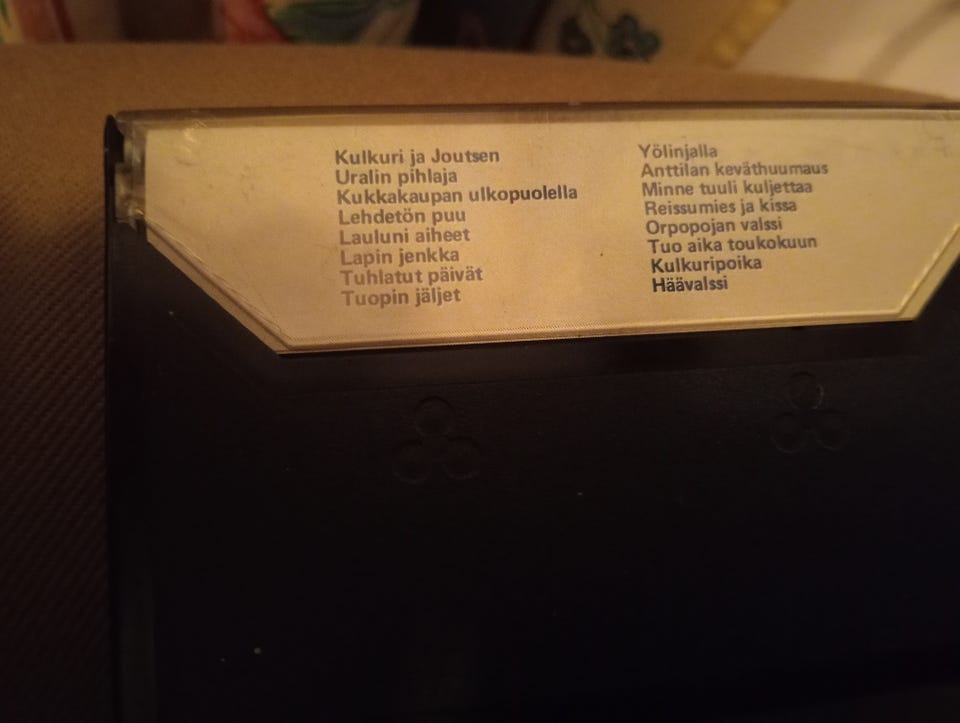 Kulkuri ja Joutsen
Uralin pihlaja
Kukkakaupan ulkopuolella
Lehdetön puu
Lauluni aiheet
Lapin jenkka
Tuhlatut päivät
Tuopin jäljet
Yölinjalla
Anttilan keväthuumaus
Minne tuuli kuljettaa
Reissumies ja kissa
Orpopojan valssi
Tuo aika toukokuun
Kulkuripoika
Häävalssi